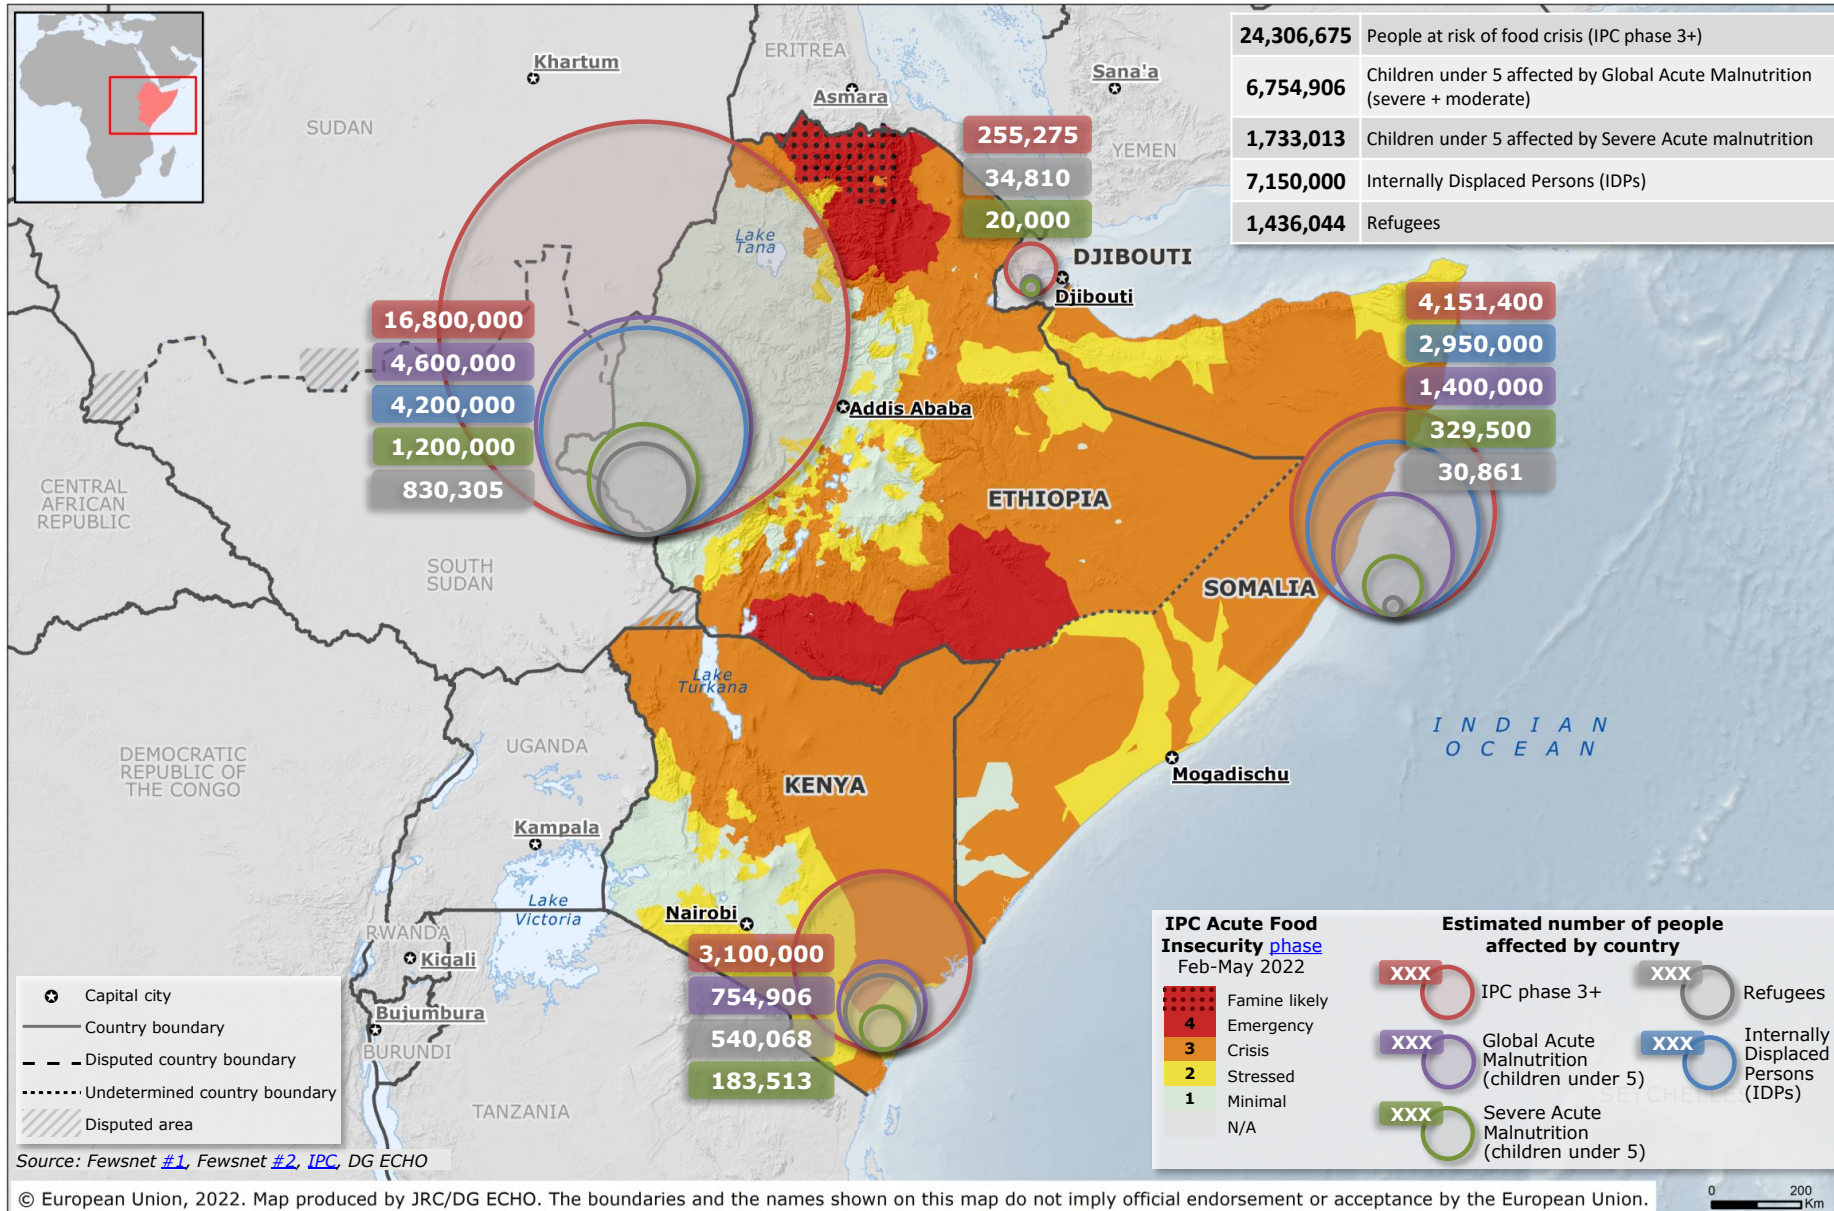 24,306,675 People at risk of food crisis (IPC phase 3+)
6,754,906 Children under 5 affected by Global Acute Malnutrition
(severe + moderate)
1,733,013 Children under 5 affected by Severe Acute malnutrition
7,150,000 Internally Displaced Persons (IDPs)
1,436,044 Refugees
Khartum
ERITREA
Asmara
Sana'a
SUDAN
YEMEN
255,275
34,810
20,000
Lake
Tana
DJIBOUTI
Djibouti
16,800,000
4,600,000
4,200,000
1,200,000
830,305
4,151,400
2,950,000
1,400,000
329,500
30,861
Addis Ababa
ETHIOPIA
CENTRAL
AFRICAN
REPUBLIC
SOUTH
SUDAN
SOMALIA
Lake
Turkana
INDIAN
OCEAN
UGANDA
DEMOCRATIC
REPUBLIC OF
THE CONGO
KENYA
Mogadischu
Kampala
Lake
Victoria
Nairobi
RWANDA
Kigali
3,100,000
754,906
540,068
183,513
Bujumbura
BURUNDI
TANZANIA
SEYCHELLES
Capital city
Country boundary
Disputed country boundary
Undetermined country boundary
Disputed area
IPC Acute Food
Insecurity phase
Feb-May 2022
Famine likely
4 Emergency
3 Crisis
2 Stressed
1 Minimal
N/A
Estimated number of people
affected by country
XXX IPC phase 3+
XXX Refugees
XXX Global Acute
Malnutrition
(children under 5)
XXX Internally
Displaced
Persons
(IDPs)
XXX Severe Acute
Malnutrition
(children under 5)
Source: Fewsnet #1, Fewsnet #2, IPC, DG ECHO
© European Union, 2022. Map produced by JRC/DG ECHO. The boundaries and the names shown on this map do not imply official endorsement or acceptance by the European Union.
0 200
Km